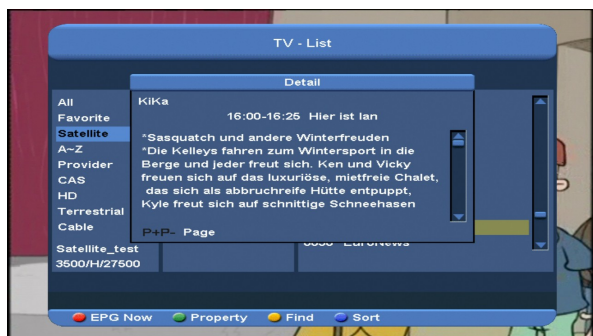 TV - List
Detail
All
Favorite
Satellite
A~Z
Provider
CAS
HD
Terrestrial
Cable
Satellite_test
3500/H/27500
KiKa
16:00-16:25 Hier ist Ian
*Sasquatch und andere Winterfreuden
*Die Kelleys fahren zum Wintersport in die
Berge und jeder freut sich. Ken und Vicky
freuen sich auf das luxuriöse, mietfreie Chalet,
das sich als abbruchreife Hütte entpuppt,
Kyle freut sich auf schnittige Schneehasen
P+P- Page
EuroNews
EPG Now
Property
Find
Sort